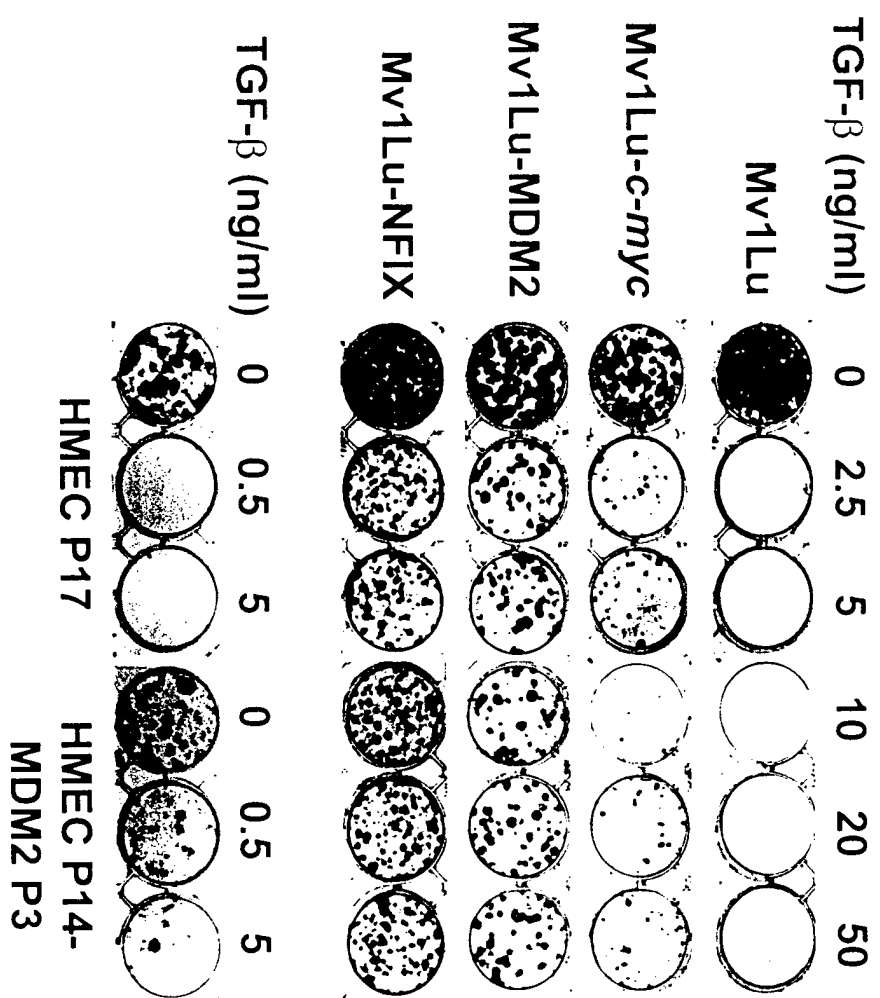 TGF-β (ng/ml) 0 2.5 5 10 20 50
Mv1Lu
Mv1Lu-c-myc
Mv1Lu-MDM2
Mv1Lu-NFIX
TGF-β (ng/ml) 0 0.5 5 0 0.5 5
HMEC P17 HMEC P14-
MDM2 P3